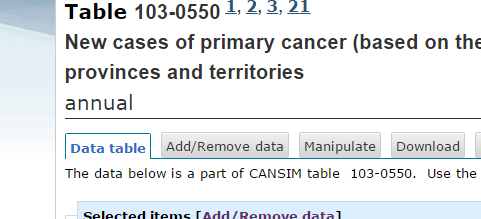 Table 103-0550 1, 2, 3, 21
New cases of primary cancer (based on the
provinces and territories
annual
Data table Add/Remove data Manipulate Download
The data below is a part of CANSIM table 103-0550. Use the
Selected items [Add/Remove data]